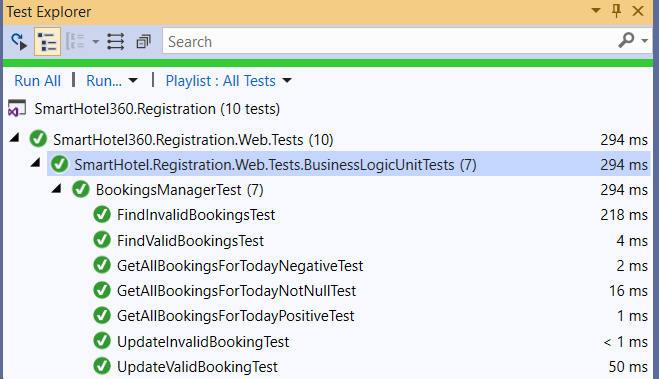 Test Explorer
Search
Run All | Run... Playlist : All Tests
SmartHotel360.Registration (10 tests)
SmartHotel360.Registration.Web.Tests (10) 294 ms
SmartHotel.Registration.Web.Tests.BusinessLogicUnitTests (7) 294 ms
BookingsManagerTest (7) 294 ms
FindInvalidBookingsTest 218 ms
FindValidBookingsTest 4 ms
GetAllBookingsForTodayNegativeTest 2 ms
GetAllBookingsForTodayNotNullTest 16 ms
GetAllBookingsForTodayPositiveTest 1 ms
UpdateInvalidBookingTest < 1 ms
UpdateValidBookingTest 50 ms